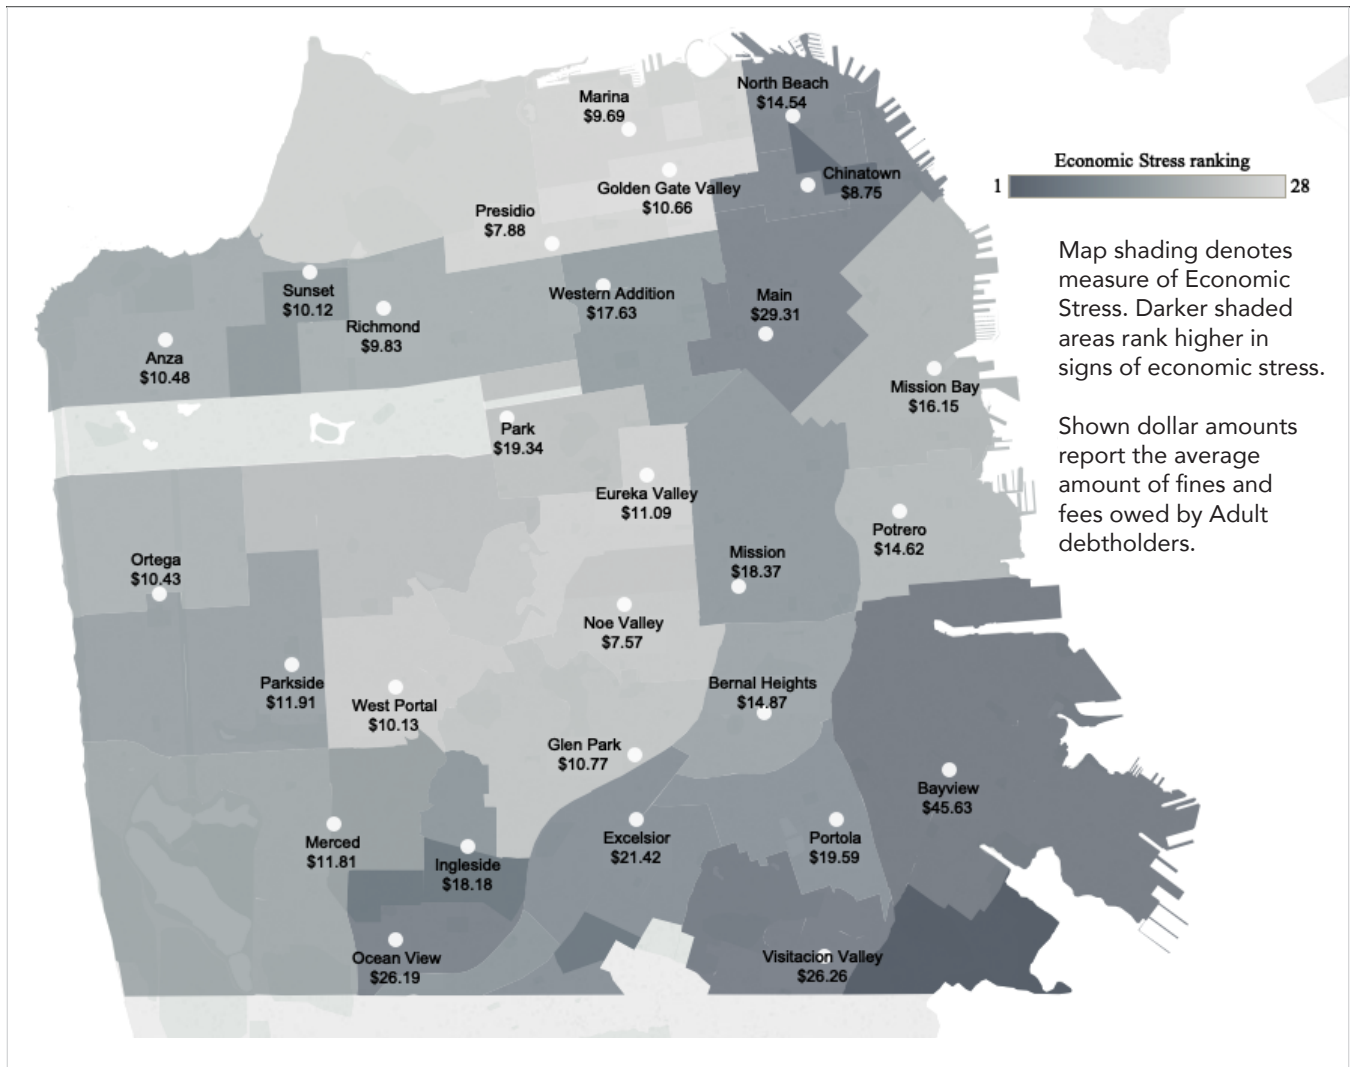 Marina
$9.69
North Beach
$14.54
Economic Stress ranking
1
28
Chinatown
$8.75
Golden Gate Valley
$10.66
Presidio
$7.88
Map shading denotes
measure of Economic
Stress. Darker shaded
areas rank higher in
signs of economic stress.
Shown dollar amounts
report the average
amount of fines and
fees owed by Adult
debtholders.
Sunset
$10.12
Richmond
$9.83
Western Addition
$17.63
Main
$29.31
Anza
$10.48
Mission Bay
$16.15
Park
$19.34
Eureka Valley
$11.09
Potrero
$14.62
Ortega
$10.43
Mission
$18.37
Noe Valley
$7.57
Parkside
$11.91
West Portal
$10.13
Bernal Heights
$14.87
Glen Park
$10.77
Bayview
$45.63
Merced
$11.81
Ingleside
$18.18
Excelsior
$21.42
Portola
$19.59
Ocean View
$26.19
Visitacion Valley
$26.26